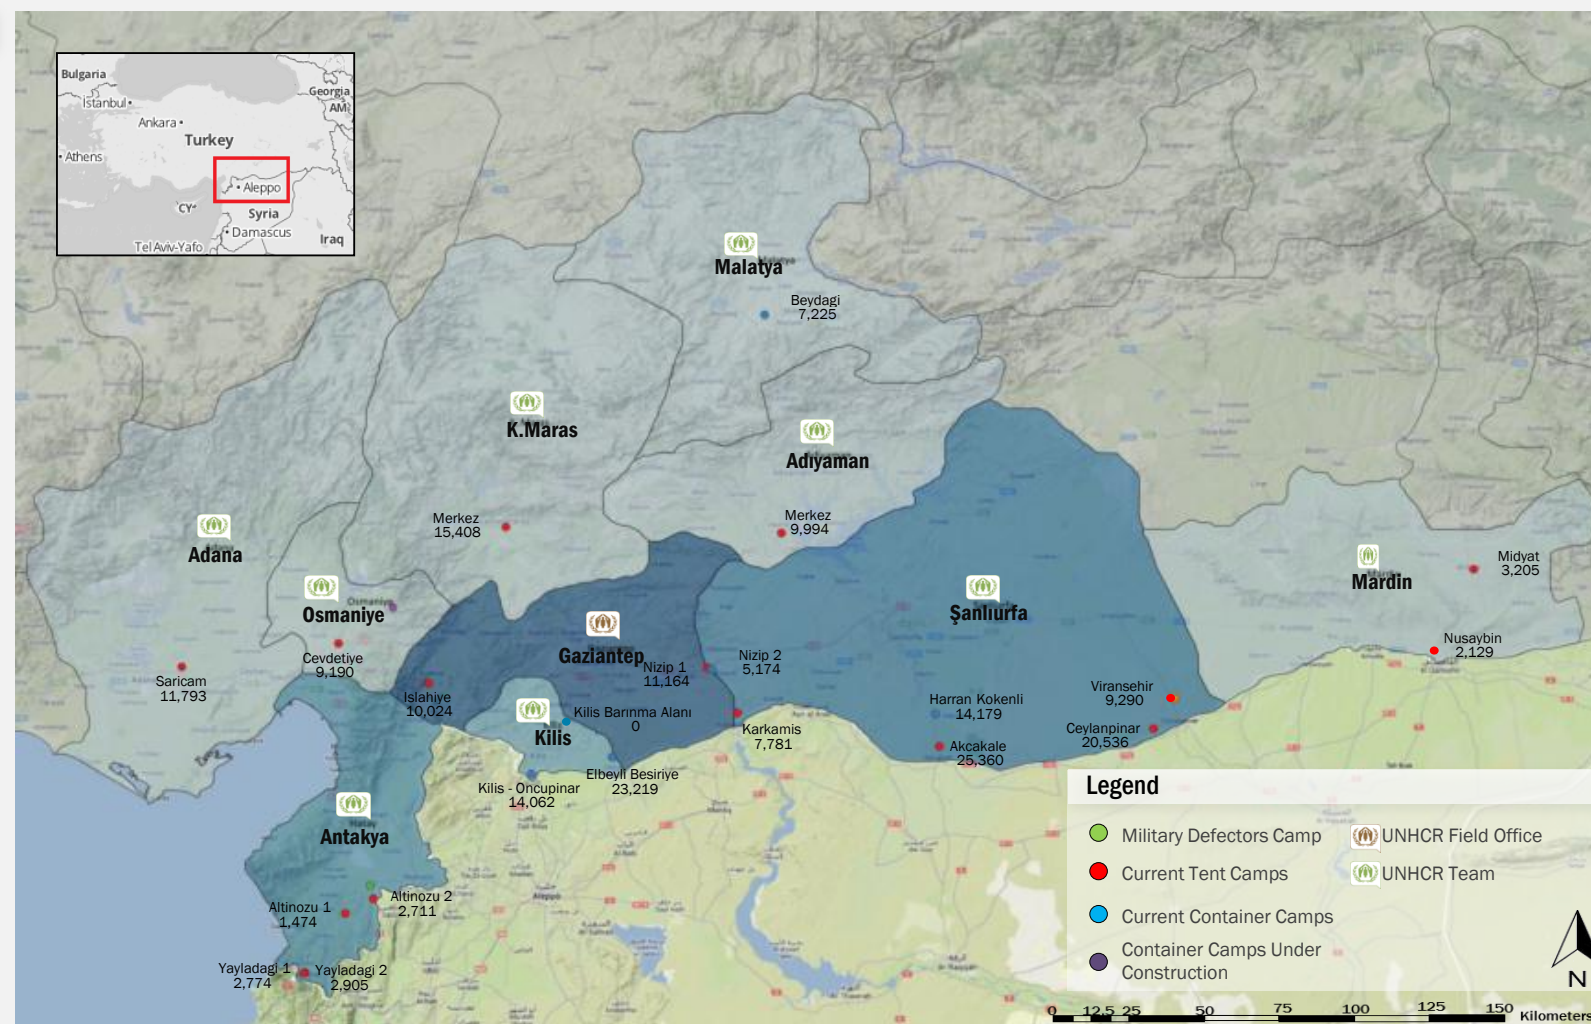 Bulgaria
Georgia
Istanbul
AM
Ankara
Turkey
Athens
Aleppo
CY
Syria
Damascus
Tel Aviv-Yafo
Iraq
Malatya
Beydagi
7,225
K.Maras
Adıyaman
Merkez
15,408
Merkez
9,994
Adana
Osmaniye
Osmaniye
Cevdetiye
9,190
Saricam
11,793
Gaziantep
Islahiye
10,024
Nizip 1
11,164
Nizip 2
5,174
Şanlıurfa
Mardin
Midyat
3,205
Nusaybin
2,129
Viransehir
9,290
Ceylanpinar
20,536
Harran Kokenli
14,179
Akcakale
25,360
Karkamis
7,781
Kilis
Kilis Barınma Alanı
0
Elbeyli Besiriye
23,219
Kilis - Oncupinar
14,062
Antakya
Altinozu 2
2,711
Altinozu 1
1,474
Yayladagi 1
2,774
Yayladagi 2
2,905
Aleppo
Legend
Military Defectors Camp
UNHCR Field Office
Current Tent Camps
UNHCR Team
Current Container Camps
Container Camps Under
Construction
N
0 12,5 25 50 75 100 125 150 Kilometers